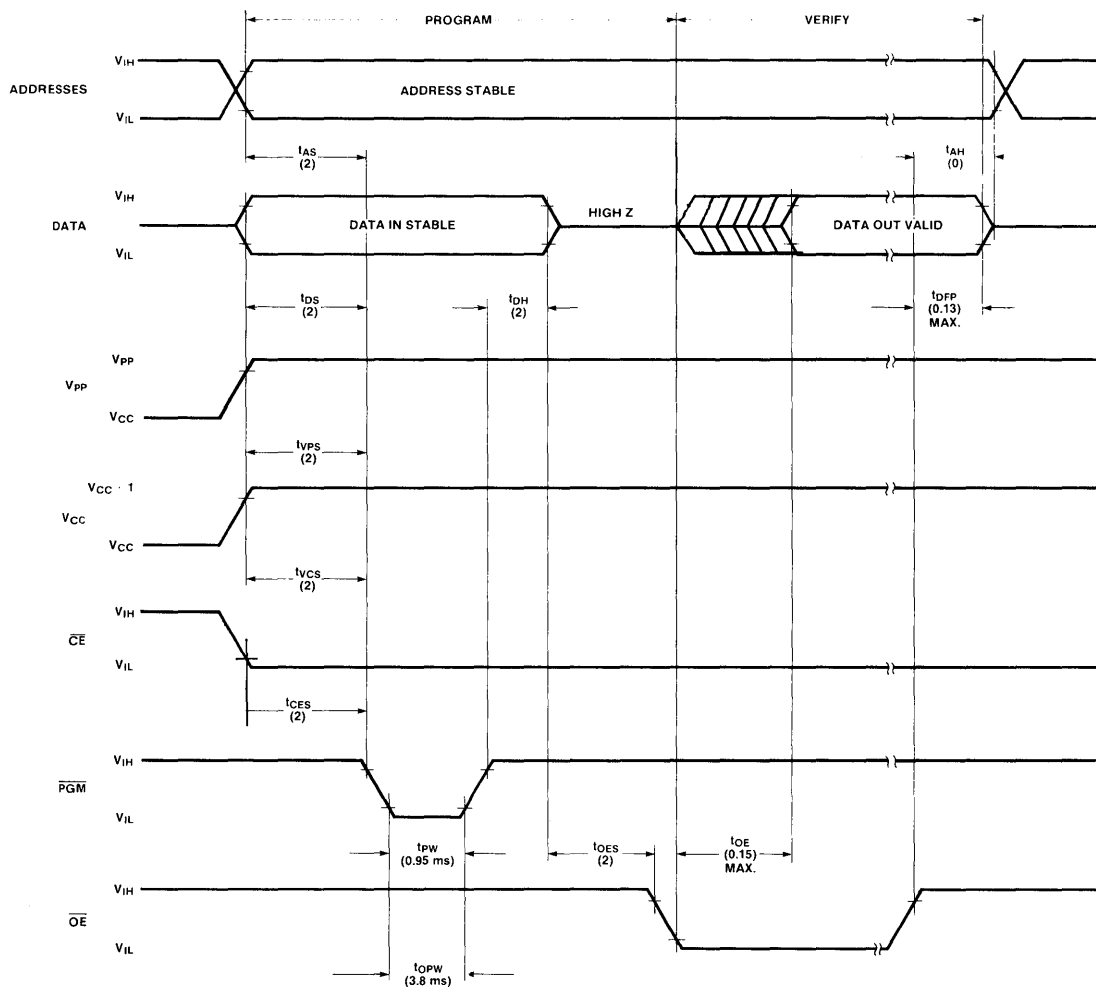 PROGRAM VERIFY
VIH
ADDRESSES ADDRESS STABLE
VIL
tAS
(2)
tAH
(0)
VIH
DATA DATA IN STABLE HIGH Z DATA OUT VALID
VIL
tDS
(2)
tDH
(2)
tDFP
(0.13)
MAX.
VPP
VPP
VCC
tVPS
(2)
VCC · 1
VCC
VCC
tVCS
(2)
VIH
CE
VIL
tCES
(2)
VIH
PGM
VIL
tPW
(0.95 ms)
tOES
(2)
tOE
(0.15)
MAX.
VIH
OE
VIL
tOPW
(3.8 ms)